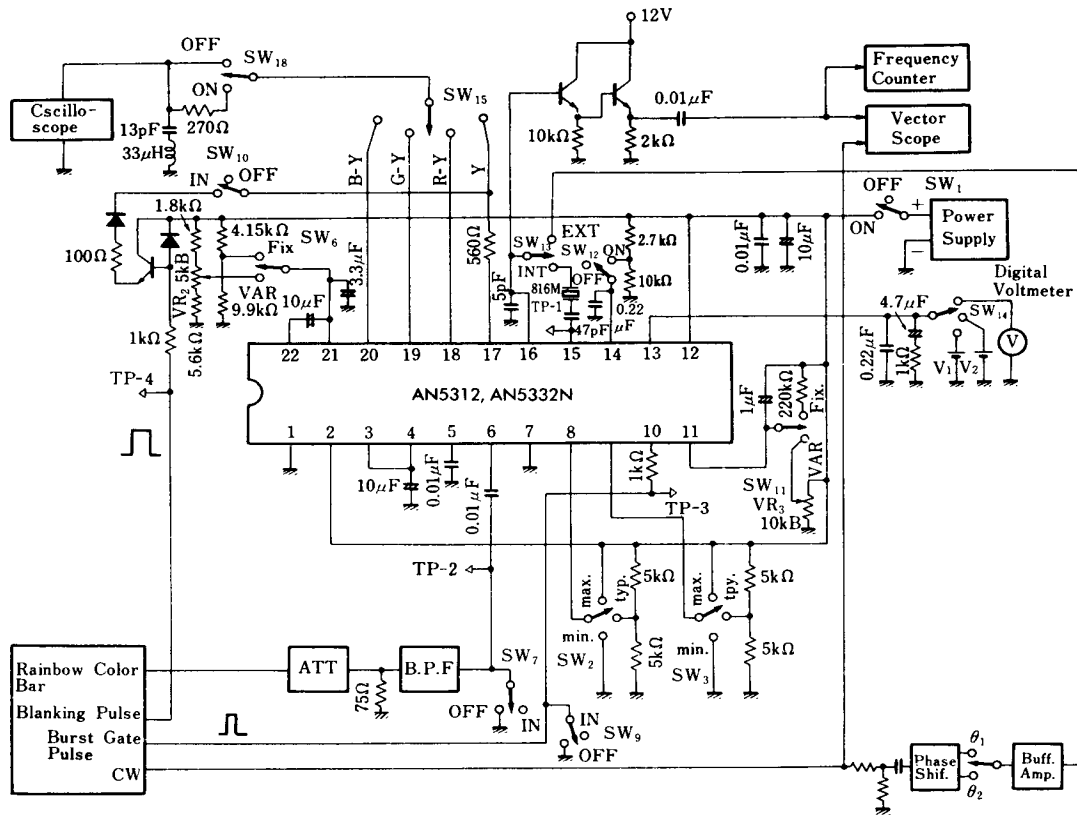 12V
OFF
SW18
ON
270Ω
Cscillo-
scope
13pF
33μH
SW10
IN
OFF
SW15
B-Y
G-Y
R-Y
Y
10kΩ
2kΩ
0.01μF
Frequency
Counter
Vector
Scope
1.8kΩ
4.15kΩ
SW6
Fix
100Ω
5kB
VR2
VAR
9.9kΩ
10μF
3.3μF
560Ω
1kΩ
5.6kΩ
EXT
SW13
SW12
INT
ON
OFF
2.7kΩ
10kΩ
5pF
816M
TP-1
47pF
0.22
μF
0.01μF
10μF
OFF
SW1
ON
+
−
Power
Supply
Digital
Voltmeter
4.7μF
SW14
V
0.22μF
1kΩ
V1
V2
TP-4
22
21
20
19
18
17
16
15
14
13
12
AN5312, AN5332N
1
2
3
4
5
6
7
8
10
11
1μF
220kΩ
Fix.
VAR
SW11
VR3
10kB
10μF
0.01μF
0.01μF
1kΩ
TP-3
TP-2
max.
typ.
min.
SW2
5kΩ
5kΩ
max.
tpy.
min.
SW3
5kΩ
5kΩ
Rainbow Color
Bar
Blanking Pulse
Burst Gate
Pulse
CW
ATT
75Ω
B.P.F
SW7
OFF
IN
IN
SW9
OFF
Phase
Shif.
θ1
θ2
Buff.
Amp.